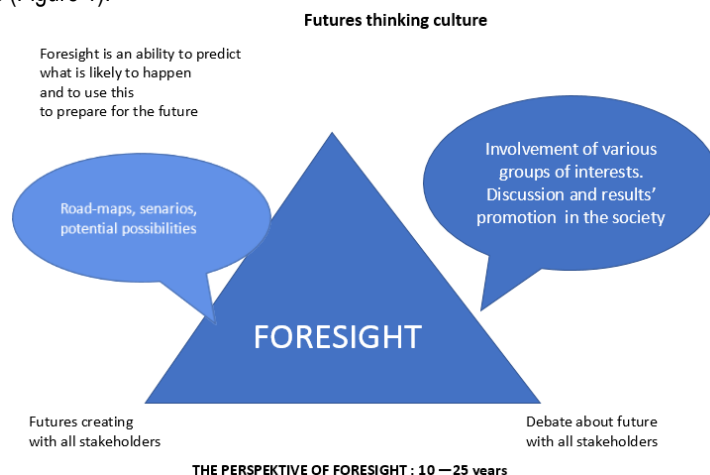 (Figure 1).
Futures thinking culture
Foresight is an ability to predict
what is likely to happen
and to use this
to prepare for the future
Involvement of various
groups of interests.
Discussion and results’
promotion in the society
Road-maps, senarios,
potential possibilities
FORESIGHT
Futures creating
with all stakeholders
Debate about future
with all stakeholders
THE PERSPEKTIVE OF FORESIGHT : 10 —25 years